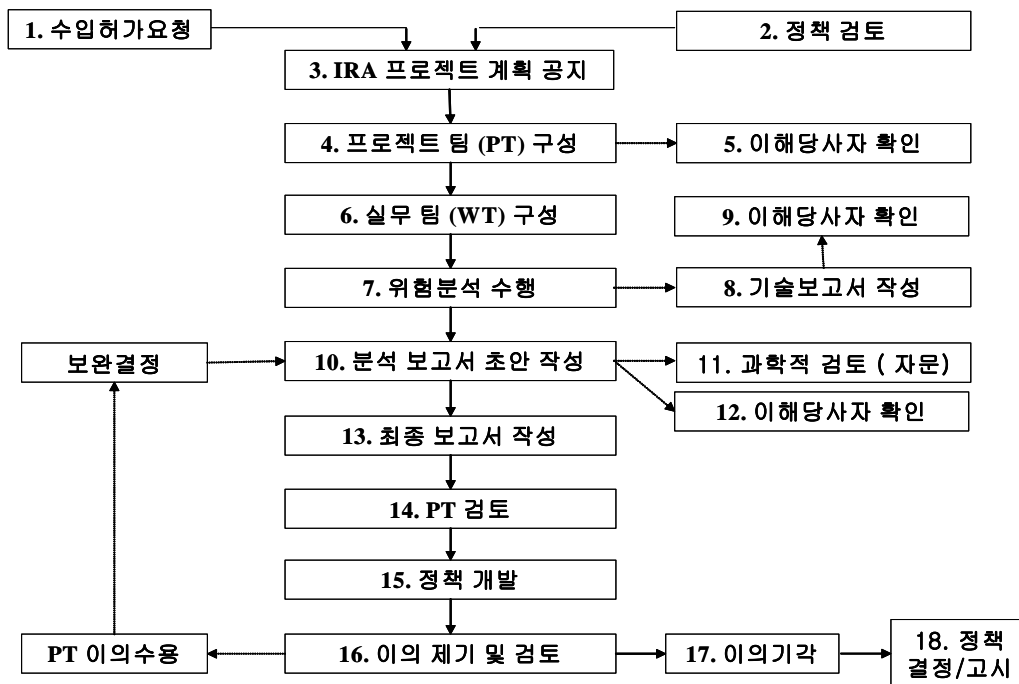 1. 수입허가요청
2. 정책 검토
3. IRA 프로젝트 계획 공지
4. 프로젝트 팀 (PT) 구성
5. 이해당사자 확인
6. 실무 팀 (WT) 구성
9. 이해당사자 확인
7. 위험분석 수행
8. 기술보고서 작성
보완결정
10. 분석 보고서 초안 작성
11. 과학적 검토 ( 자문)
12. 이해당사자 확인
13. 최종 보고서 작성
14. PT 검토
15. 정책 개발
PT 이의수용
16. 이의 제기 및 검토
17. 이의기각
18. 정책
결정/고시